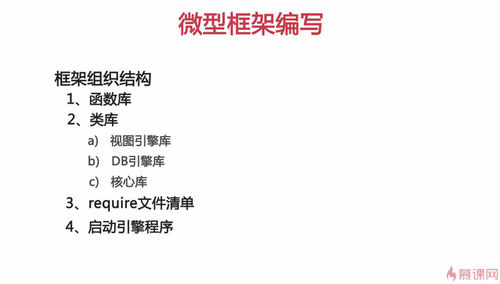 微型框架编写
框架组织结构
1、函数库
2、类库
a) 视图引擎库
b) DB引擎库
c) 核心库
3、require文件清单
4、启动引擎程序
慕课网